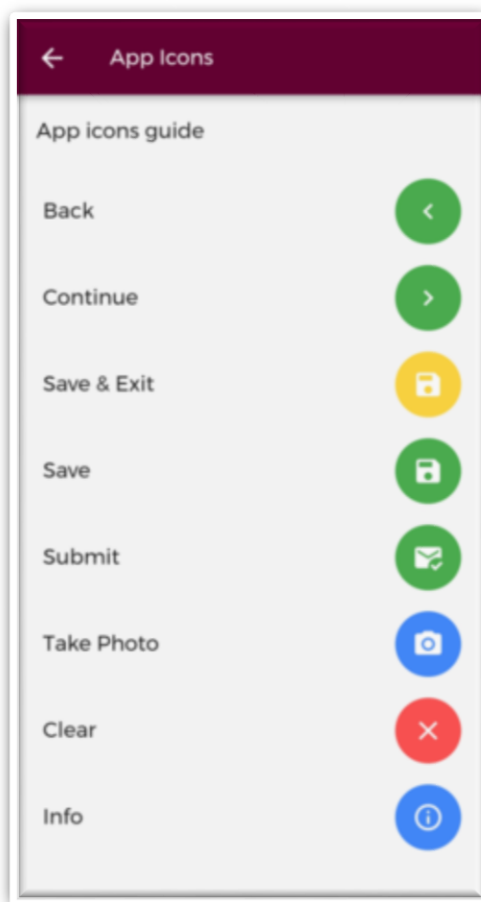 App Icons
App icons guide
Back
Continue
Save & Exit
Save
Submit
Take Photo
Clear
Info